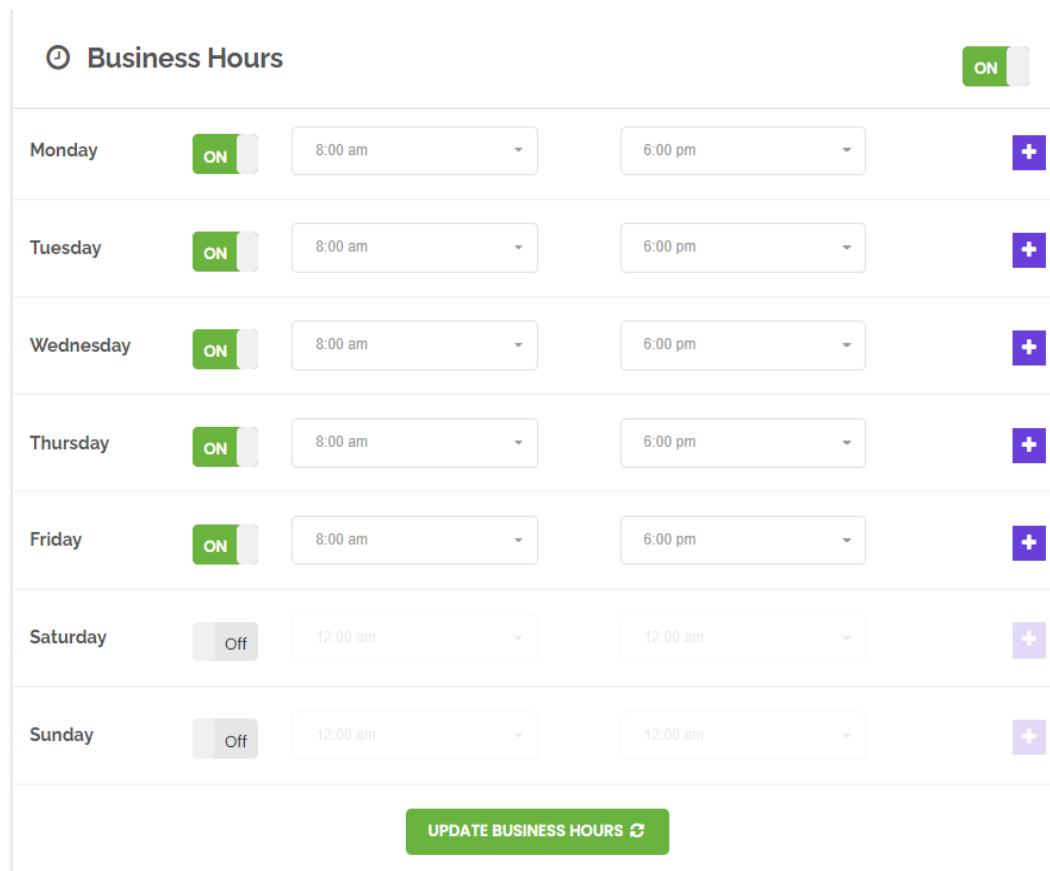 Business Hours
ON
Monday ON 8:00 am 6:00 pm
Tuesday ON 8:00 am 6:00 pm
Wednesday ON 8:00 am 6:00 pm
Thursday ON 8:00 am 6:00 pm
Friday ON 8:00 am 6:00 pm
Saturday Off 12:00 am 12:00 am
Sunday Off 12:00 am 12:00 am
UPDATE BUSINESS HOURS